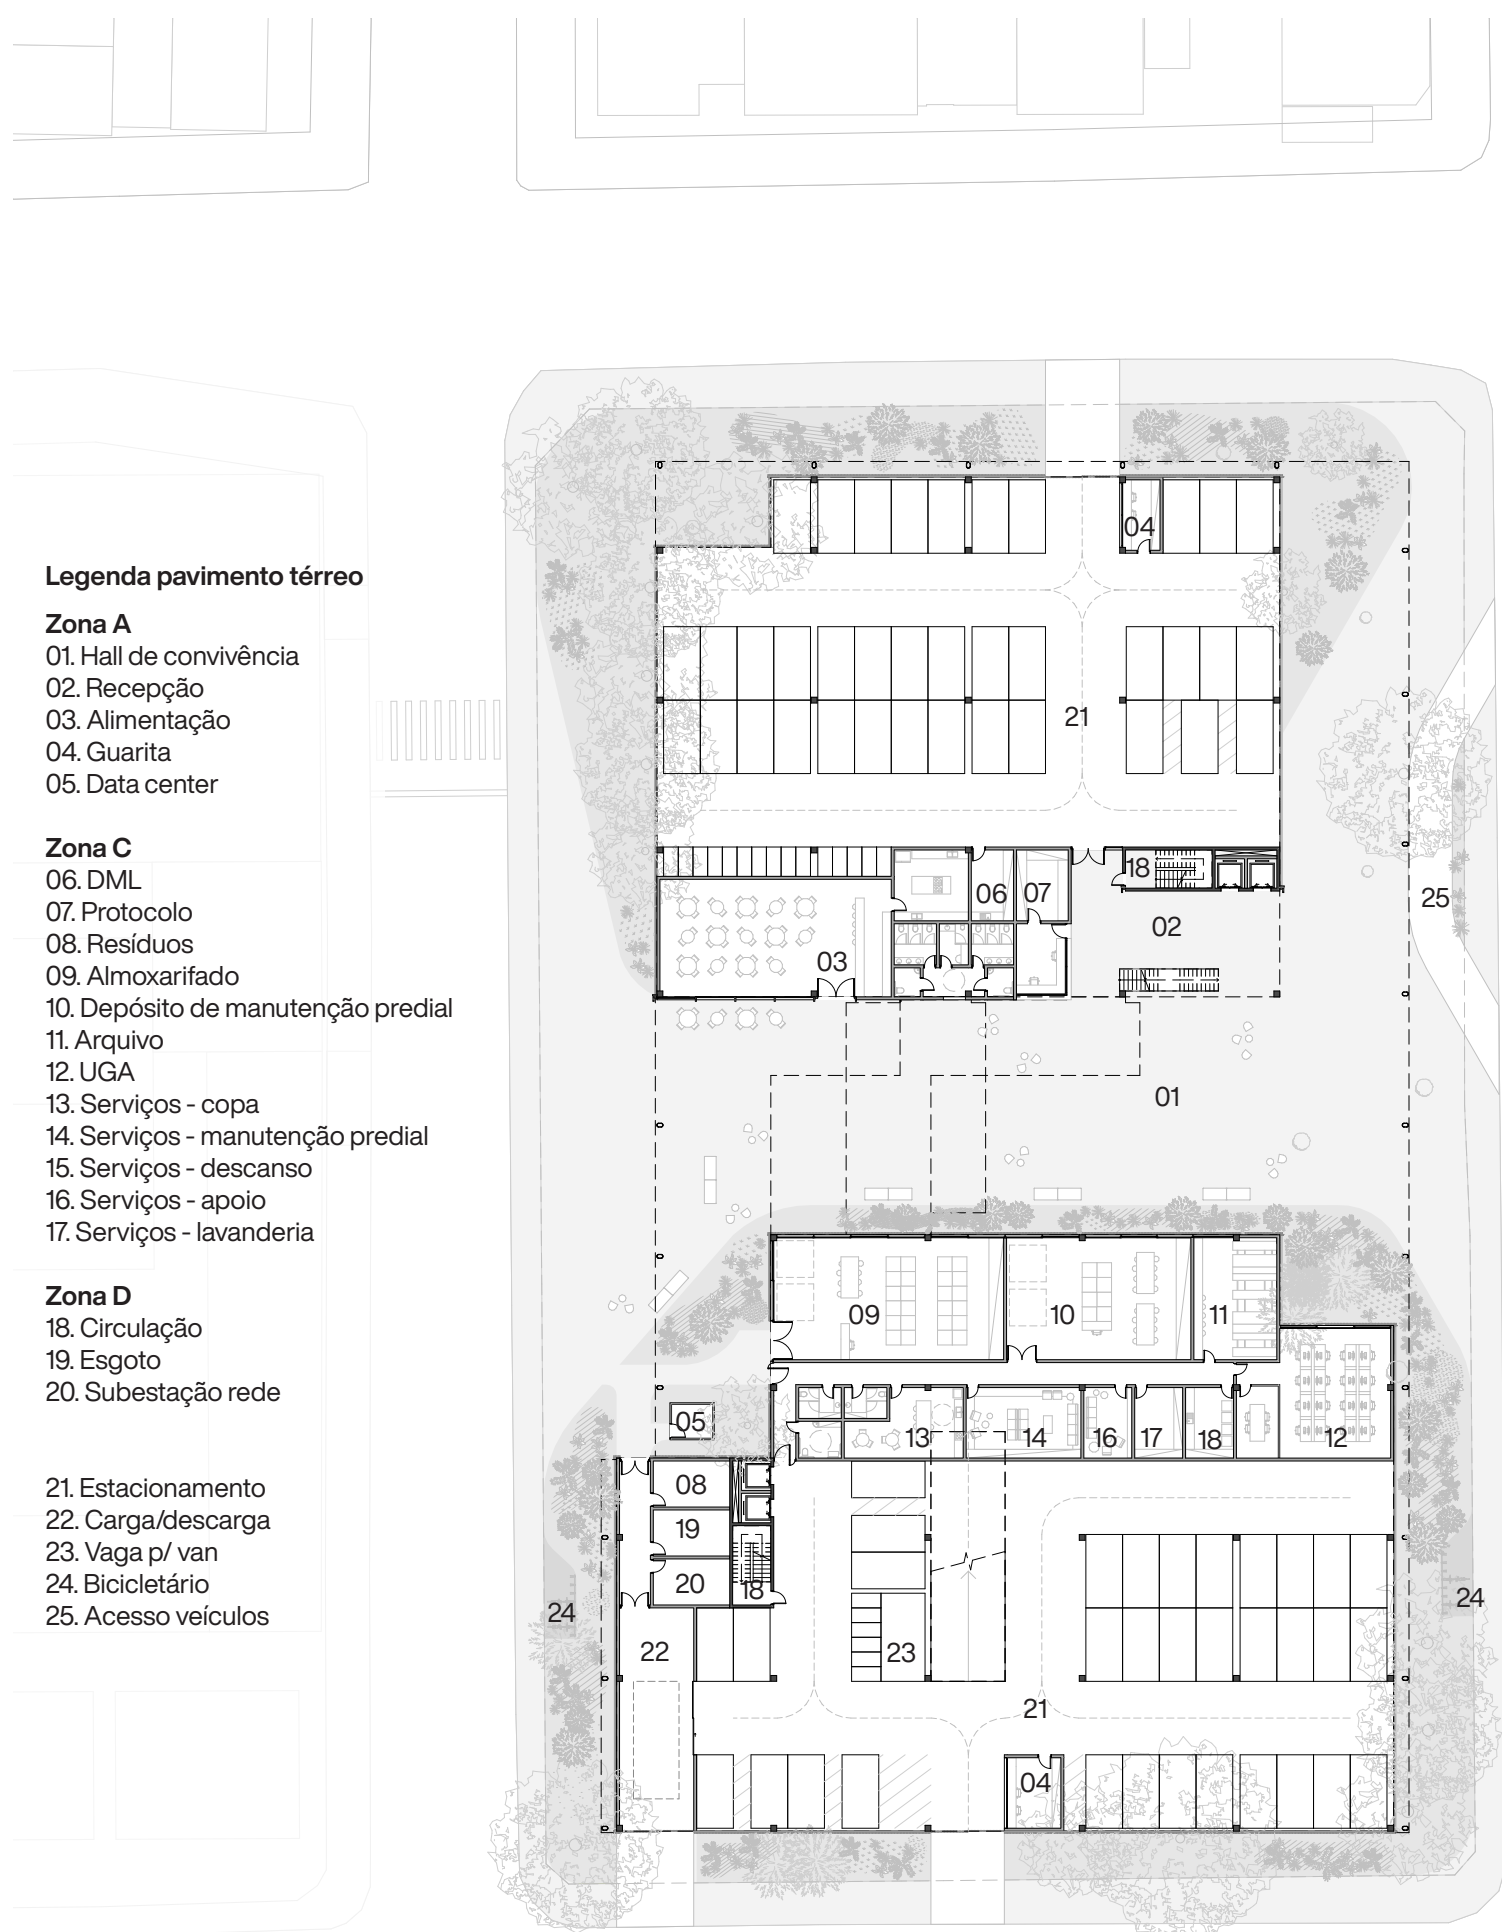 Legenda pavimento térreo
Zona A
01. Hall de convivência
02. Recepção
03. Alimentação
04. Guarita
05. Data center
Zona C
06. DML
07. Protocolo
08. Resíduos
09. Almoxarifado
10. Depósito de manutenção predial
11. Arquivo
12. UGA
13. Serviços - copa
14. Serviços - manutenção predial
15. Serviços - descanso
16. Serviços - apoio
17. Serviços - lavanderia
Zona D
18. Circulação
19. Esgoto
20. Subestação rede
21. Estacionamento
22. Carga/descarga
23. Vaga p/ van
24. Bicicletário
25. Acesso veículos
04
21
18
06
07
25
02
03
01
09
10
11
05
13
14
16
17
18
12
08
19
20
18
24
24
22
23
21
04